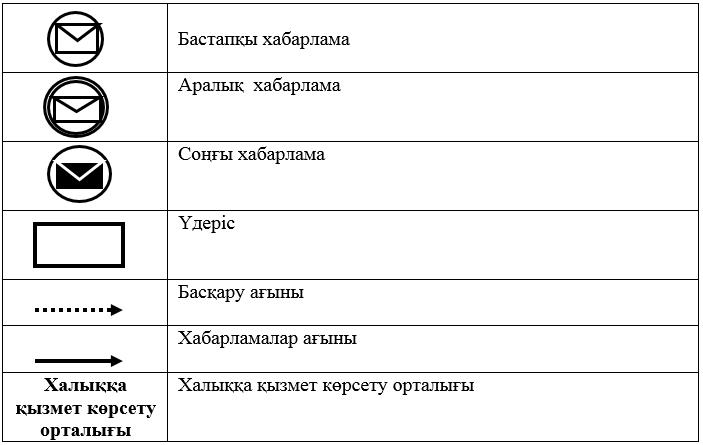 Бастапқы хабарлама
Аралық хабарлама
Соңғы хабарлама
Үдеріс
Басқару ағыны
Хабарламалар ағыны
Халыққа
қызмет көрсету
орталығы
Халыққа қызмет көрсету орталығы